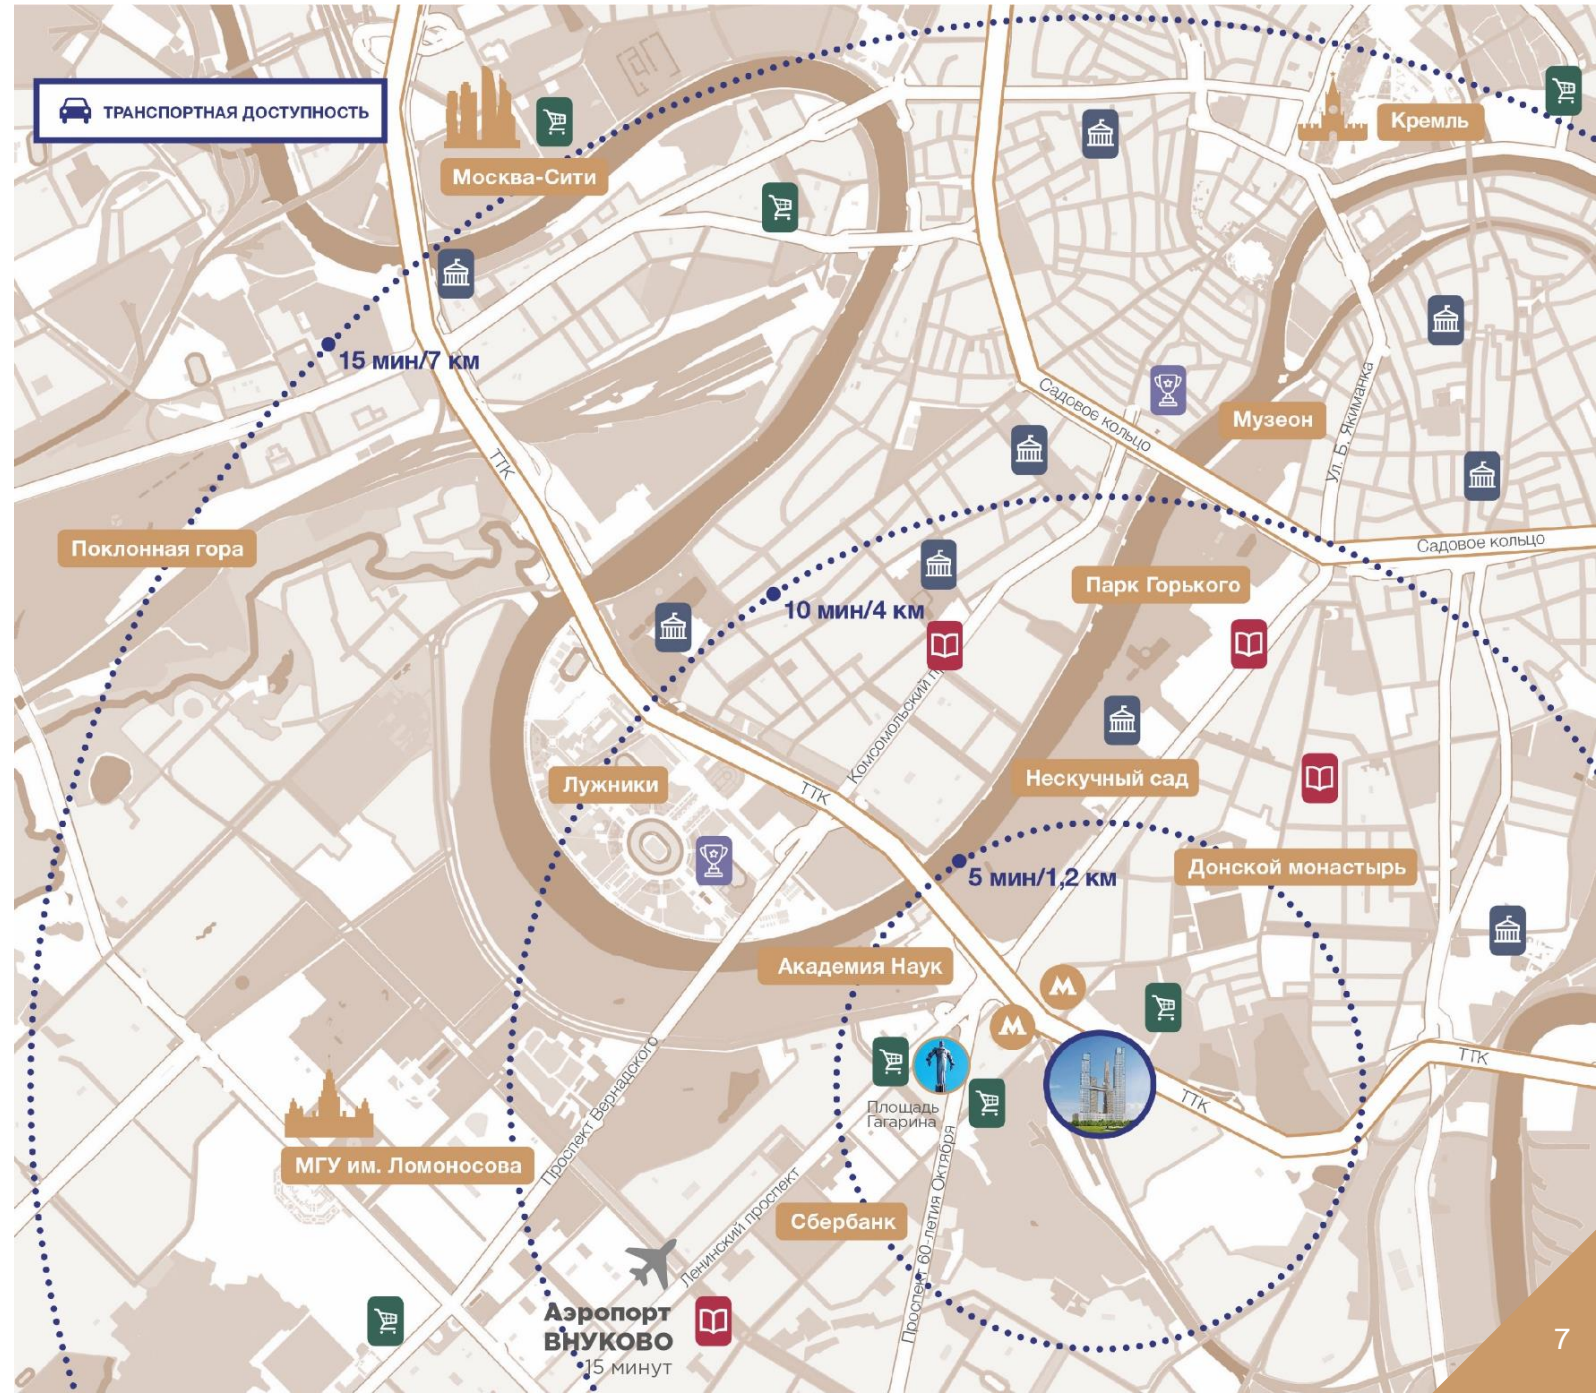 ТРАНСПОРТНАЯ ДОСТУПНОСТЬ
Кремль
Москва-Сити
15 мин/7 км
Садовое кольцо
Ул. Б. Якиманка
Музеон
ТТК
Поклонная гора
Садовое кольцо
Парк Горького
10 мин/4 км
Комсомольский п
Лужники
ТТК
Нескучный сад
Донской монастырь
5 мин/1,2 км
Академия Наук
М
М
ТТК
ТТК
Площадь
Гагарина
Проспект Вернадского
МГУ им. Ломоносова
Ленинский проспект
Сбербанк
Проспект 60-летия Октября
Аэропорт
ВНУКОВО
15 минут
7